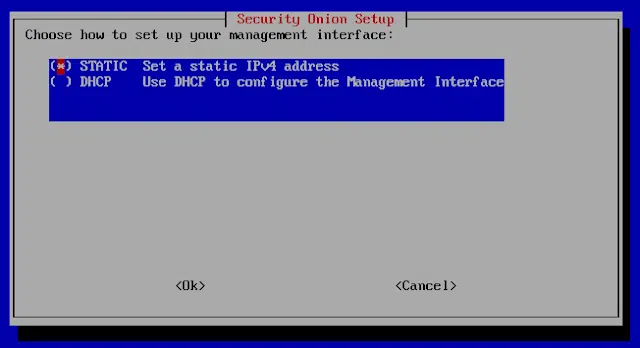 Security Onion Setup
Choose how to set up your management interface:
(*) STATIC  Set a static IPv4 address
( ) DHCP    Use DHCP to configure the Management Interface
<Ok>                         <Cancel>